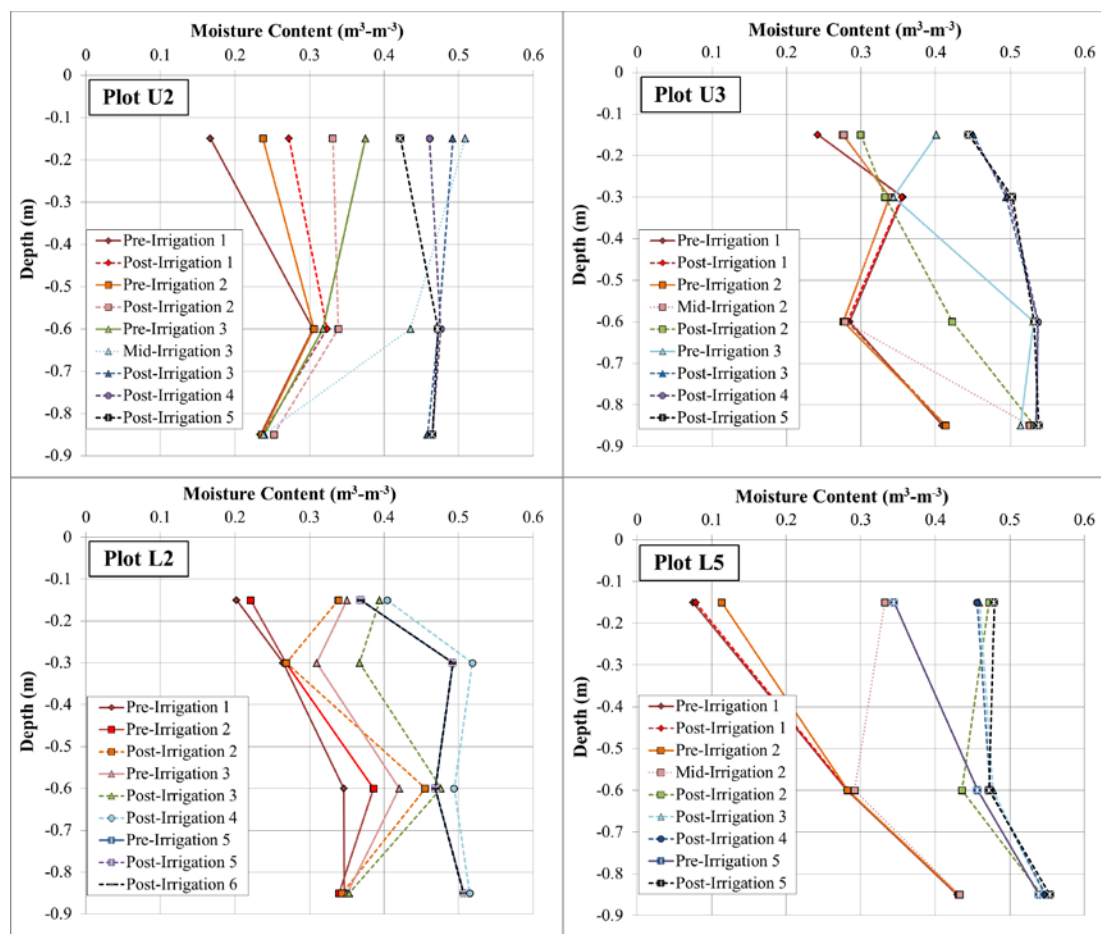 Moisture Content (m³-m⁻³)
0 0.1 0.2 0.3 0.4 0.5 0.6
Plot U2
Depth (m)
0
-0.1
-0.2
-0.3
-0.4
-0.5
-0.6
-0.7
-0.8
-0.9
Pre-Irrigation 1
Post-Irrigation 1
Pre-Irrigation 2
Post-Irrigation 2
Pre-Irrigation 3
Mid-Irrigation 3
Post-Irrigation 3
Post-Irrigation 4
Post-Irrigation 5
Moisture Content (m³-m⁻³)
0 0.1 0.2 0.3 0.4 0.5 0.6
Plot U3
Depth (m)
0
-0.1
-0.2
-0.3
-0.4
-0.5
-0.6
-0.7
-0.8
-0.9
Pre-Irrigation 1
Post-Irrigation 1
Pre-Irrigation 2
Mid-Irrigation 2
Post-Irrigation 2
Pre-Irrigation 3
Post-Irrigation 3
Post-Irrigation 4
Post-Irrigation 5
Moisture Content (m³-m⁻³)
0 0.1 0.2 0.3 0.4 0.5 0.6
Plot L2
Depth (m)
0
-0.1
-0.2
-0.3
-0.4
-0.5
-0.6
-0.7
-0.8
-0.9
Pre-Irrigation 1
Pre-Irrigation 2
Post-Irrigation 2
Pre-Irrigation 3
Post-Irrigation 3
Post-Irrigation 4
Pre-Irrigation 5
Post-Irrigation 5
Post-Irrigation 6
Moisture Content (m³-m⁻³)
0 0.1 0.2 0.3 0.4 0.5 0.6
Plot L5
Depth (m)
0
-0.1
-0.2
-0.3
-0.4
-0.5
-0.6
-0.7
-0.8
-0.9
Pre-Irrigation 1
Post-Irrigation 1
Pre-Irrigation 2
Mid-Irrigation 2
Post-Irrigation 2
Post-Irrigation 3
Post-Irrigation 4
Pre-Irrigation 5
Post-Irrigation 5